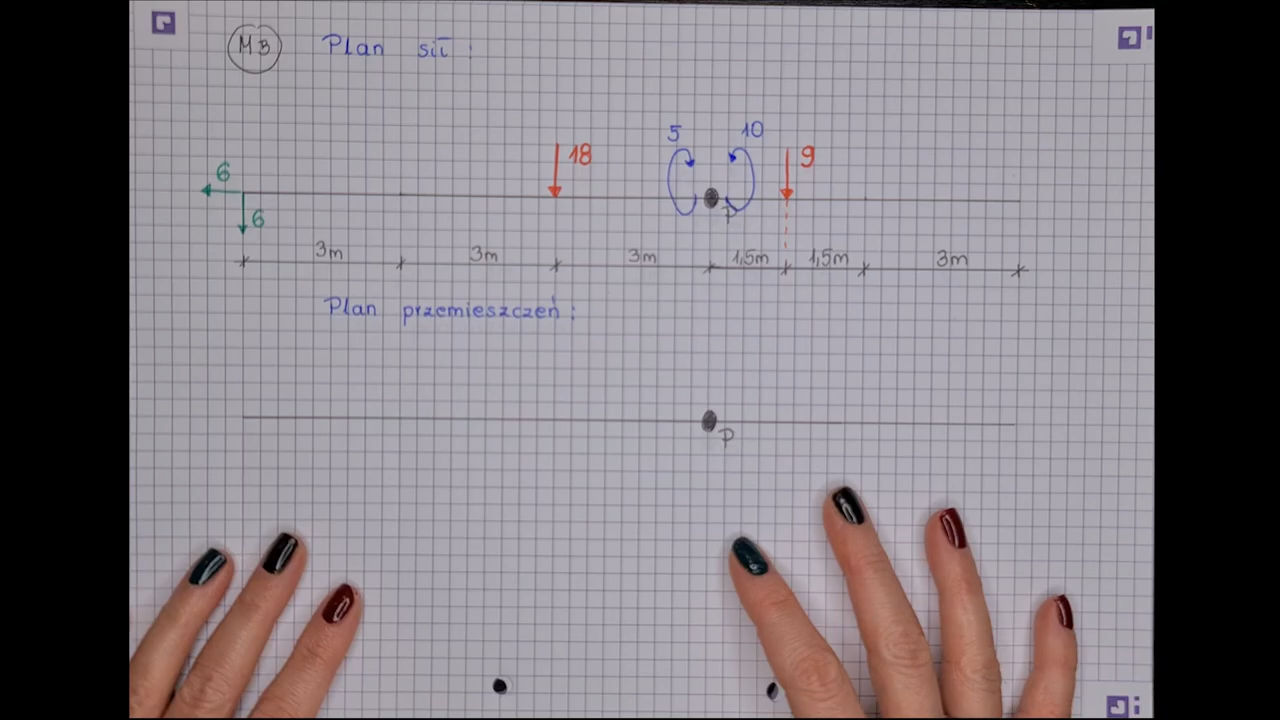 M3 Plan sił:
5 10
6 18 9
6 P
3m 3m 3m 1,5m 1,5m 3m
Plan przemieszczeń:
P